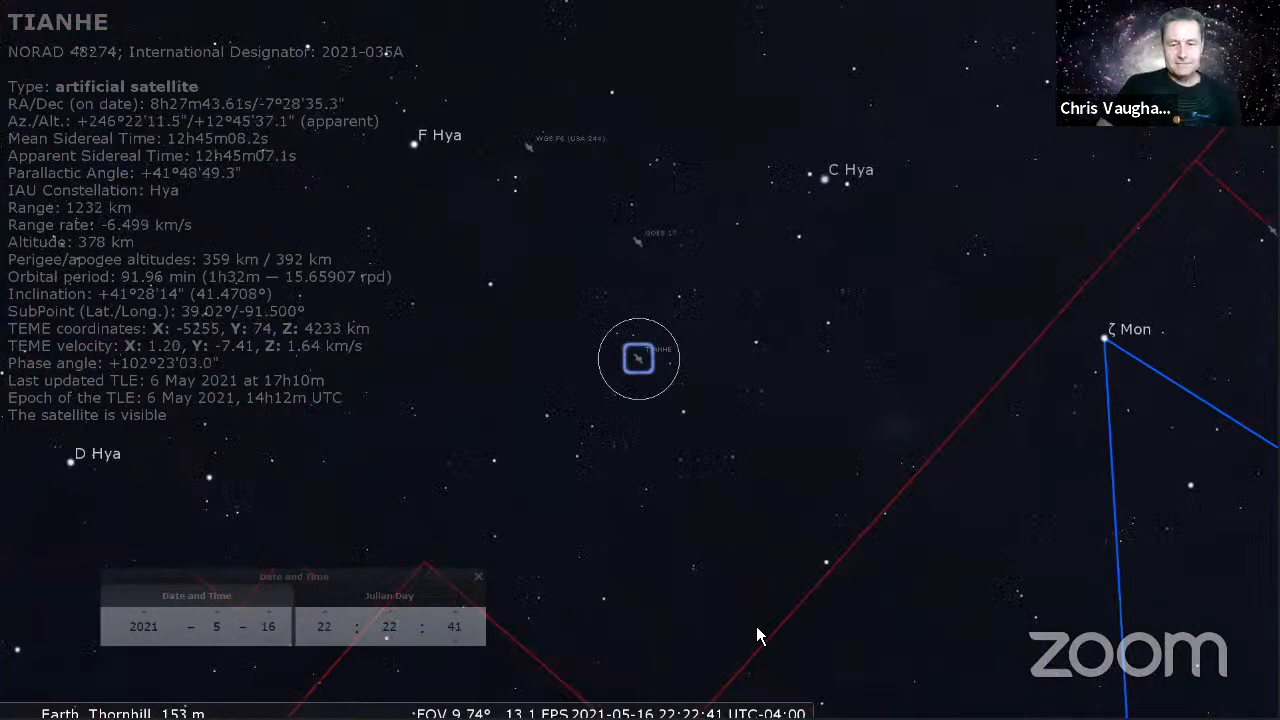 TIANHE
NORAD 48274; International Designator: 2021-035A
Type: artificial satellite
RA/Dec (on date): 8h27m43.61s/-7°28'35.3"
Az./Alt.: +246°22'11.5"/+12°45'37.1" (apparent)
Mean Sidereal Time: 12h45m08.2s
Apparent Sidereal Time: 12h45m07.1s
Parallactic Angle: +41°48'49.3"
IAU Constellation: Hya
Range: 1232 km
Range rate: -6.499 km/s
Altitude: 378 km
Perigee/apogee altitudes: 359 km / 392 km
Orbital period: 91.96 min (1h32m — 15.65907 rpd)
Inclination: +41°28'14" (41.4708°)
SubPoint (Lat./Long.): 39.02°/-91.500°
TEME coordinates: X: -5255, Y: 74, Z: 4233 km
TEME velocity: X: 1.20, Y: -7.41, Z: 1.64 km/s
Phase angle: +102°23'03.0"
Last updated TLE: 6 May 2021 at 17h10m
Epoch of the TLE: 6 May 2021, 14h12m UTC
The satellite is visible
Chris Vaugha...
F Hya
WGS F6 (USA 244)
C Hya
GOES 17
ζ Mon
TIANHE
D Hya
Date and Time
Date and Time Julian Day
2021 – 5 – 16 22 : 22 : 41
zoom
Earth, Thornhill, 153 m FOV 9.74° 13.1 FPS 2021-05-16 22:22:41 UTC-04:00